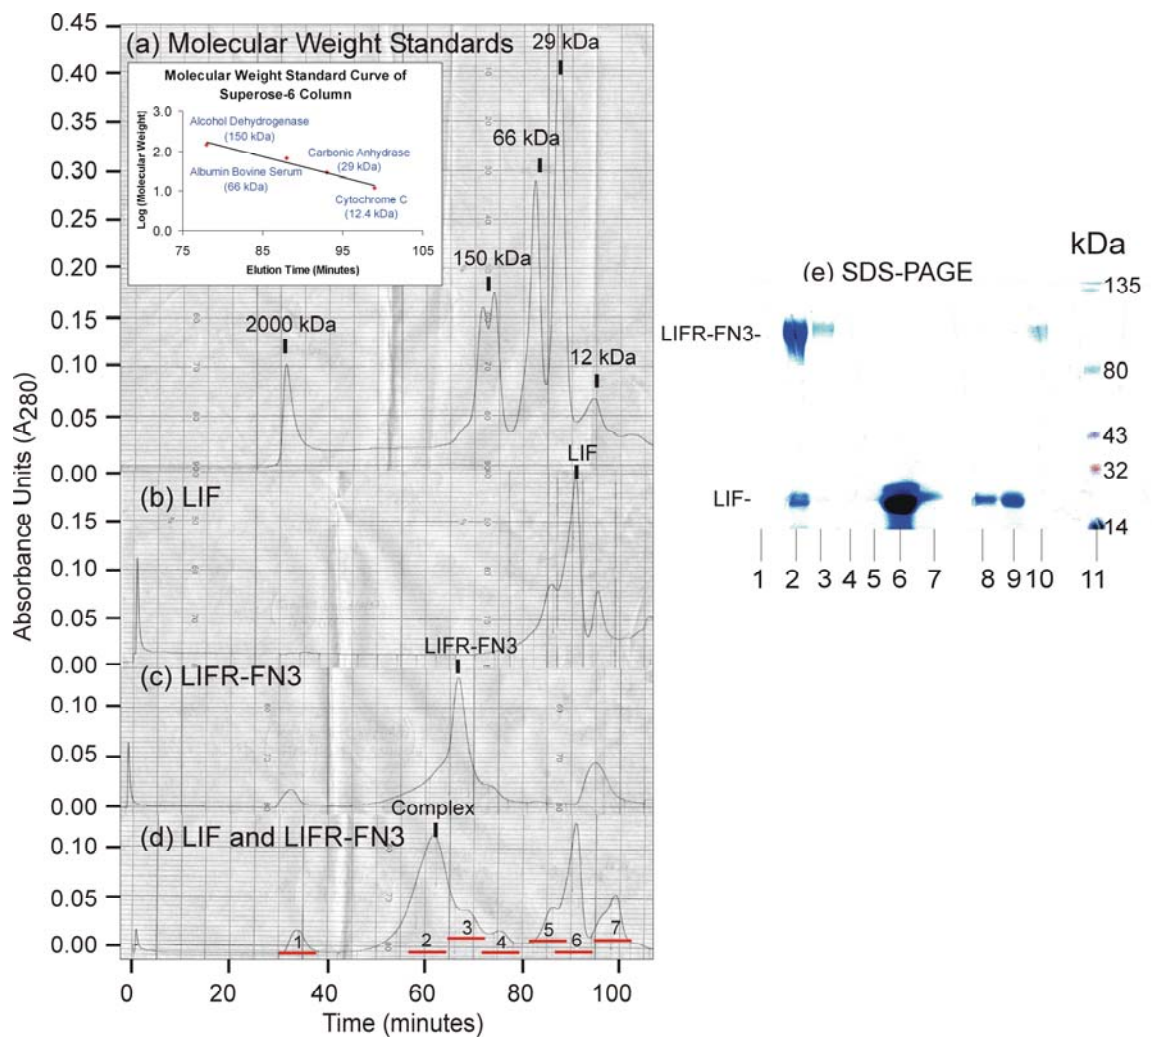 (a) Molecular Weight Standards
Molecular Weight Standard Curve of
Superose-6 Column
Log (Molecular Weight)
3.0
2.0
1.0
0.0
Alcohol Dehydrogenase
(150 kDa)
Albumin Bovine Serum
(66 kDa)
Carbonic Anhydrase
(29 kDa)
Cytochrome C
(12.4 kDa)
75 85 95 105
Elution Time (Minutes)
2000 kDa
150 kDa
66 kDa
29 kDa
12 kDa
Absorbance Units (A280)
0.45
0.40
0.35
0.30
0.25
0.20
0.15
0.10
0.05
0.00
(b) LIF
LIF
0.15
0.10
0.05
0.00
(c) LIFR-FN3
LIFR-FN3
0.10
0.05
0.00
(d) LIF and LIFR-FN3
Complex
0.10
0.05
0.00
1 2 3 4 5 6 7
0 20 40 60 80 100
Time (minutes)
(e) SDS-PAGE
kDa
135
80
43
32
14
LIFR-FN3-
LIF-
1 2 3 4 5 6 7 8 9 10 11